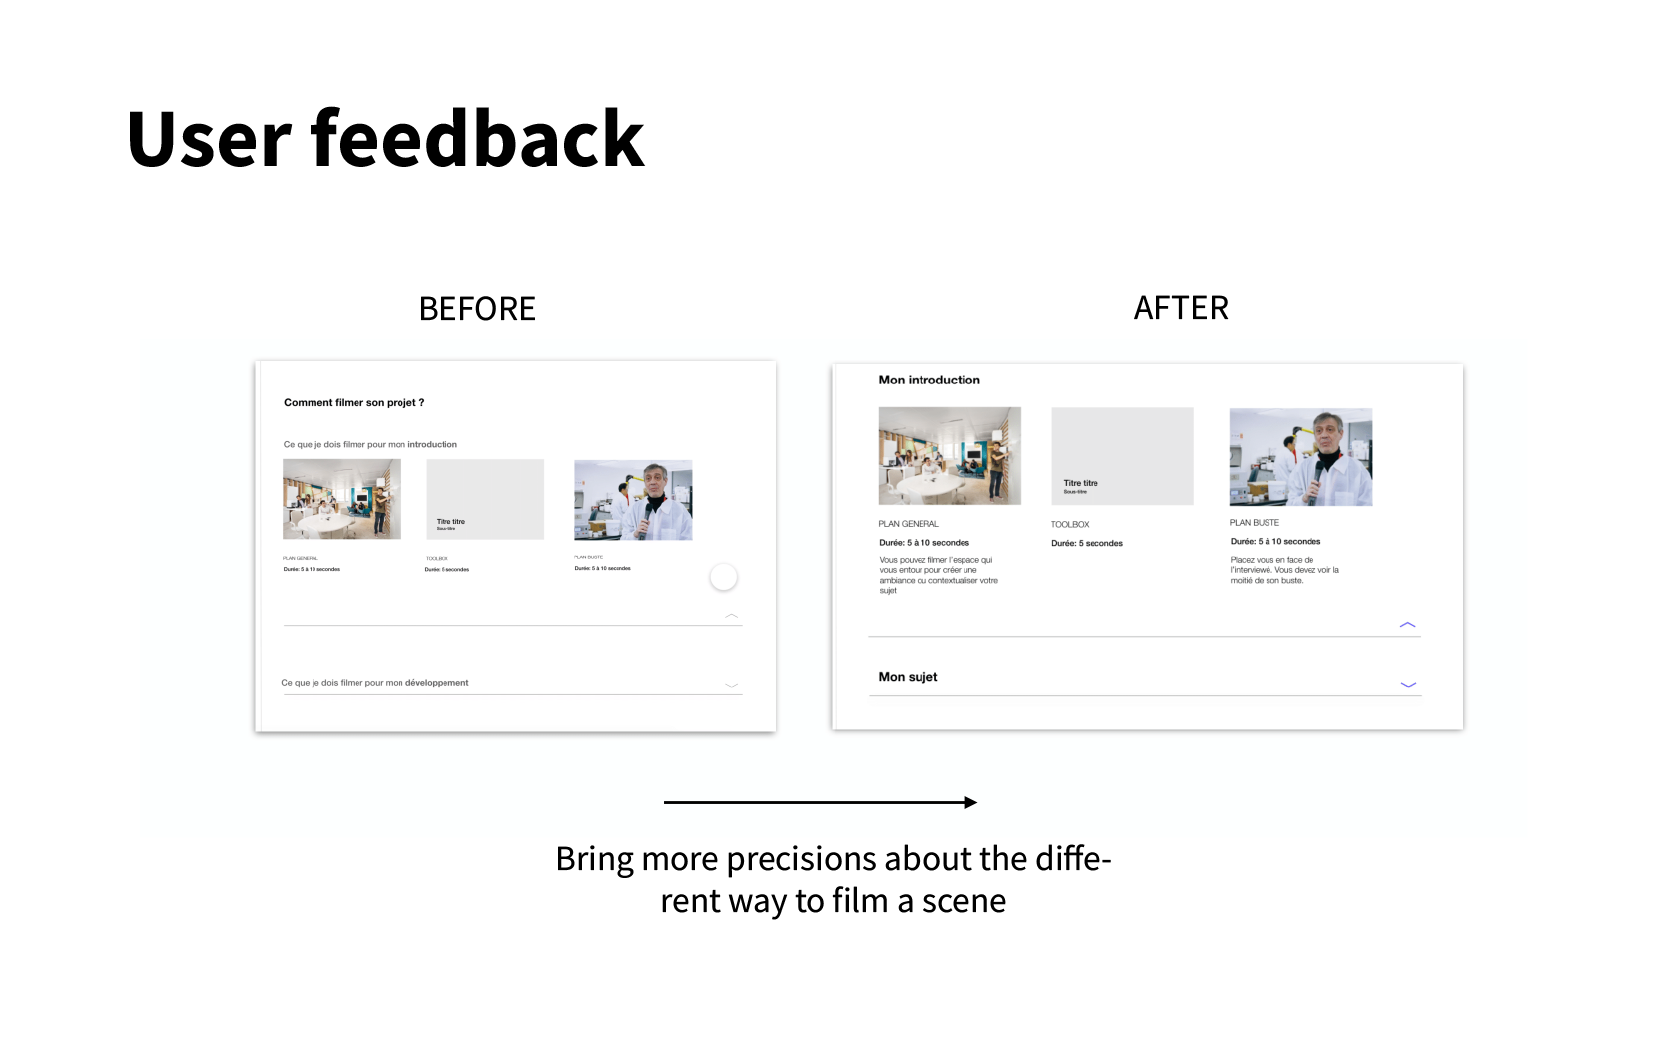 User feedback
BEFORE
Comment filmer son projet ?
Ce que je dois filmer pour mon introduction
Titre titre
Sous-titre
PLAN GENERAL
Durée: 5 à 10 secondes
TOOLBOX
Durée: 5 secondes
PLAN BUSTE
Durée: 5 à 10 secondes
Ce que je dois filmer pour mon développement
AFTER
Mon introduction
Titre titre
Sous-titre
PLAN GENERAL
Durée: 5 à 10 secondes
Vous pouvez filmer l'espace qui
vous entour pour créer une
ambiance ou contextualiser votre
sujet
TOOLBOX
Durée: 5 secondes
PLAN BUSTE
Durée: 5 à 10 secondes
Placez vous en face de
l'interviewé. Vous devez voir la
moitié de son buste.
Mon sujet
Bring more precisions about the diffe-
rent way to film a scene